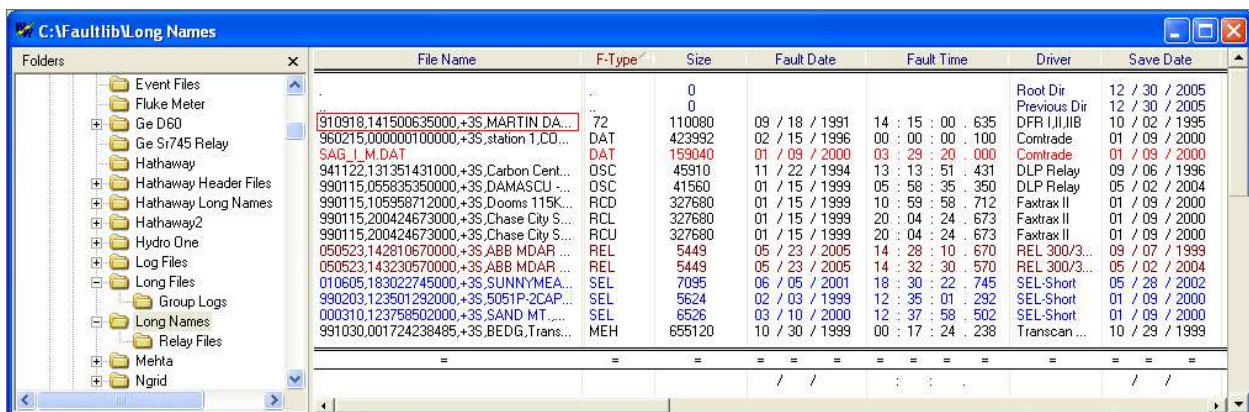 C:\Faultlib\Long Names
Folders
File Name F-Type Size Fault Date Fault Time Driver Save Date
Event Files
Fluke Meter
Ge D60
Ge Sr745 Relay
Hathaway
Hathaway Header Files
Hathaway Long Names
Hathaway2
Hydro One
Log Files
Long Files
Group Logs
Long Names
Relay Files
Mehta
Ngrid
. . 0 Root Dir 12 / 30 / 2005
.. .. 0 Previous Dir 12 / 30 / 2005
910918,141500635000,+3S,MARTIN DA... 72 110080 09 / 18 / 1991 14 : 15 : 00 . 635 DFR I,II,IIB 10 / 02 / 1995
960215,000000100000,+3S,station 1,CO... DAT 423992 02 / 15 / 1996 00 : 00 : 00 . 100 Comtrade 01 / 09 / 2000
SAG_I_M.DAT DAT 159040 01 / 09 / 2000 03 : 29 : 20 . 000 Comtrade 01 / 09 / 2000
941122,131351431000,+3S,Carbon Cent... OSC 45910 11 / 22 / 1994 13 : 13 : 51 . 431 DLP Relay 09 / 06 / 1996
990115,055835350000,+3S,DAMASCU -... OSC 41560 01 / 15 / 1999 05 : 58 : 35 . 350 DLP Relay 05 / 02 / 2004
990115,105958712000,+3S,Dooms 115K... RCD 327680 01 / 15 / 1999 10 : 59 : 58 . 712 Faxtrax II 01 / 09 / 2000
990115,200424673000,+3S,Chase City S... RCL 327680 01 / 15 / 1999 20 : 04 : 24 . 673 Faxtrax II 01 / 09 / 2000
990115,200424673000,+3S,Chase City S... RCU 327680 01 / 15 / 1999 20 : 04 : 24 . 673 Faxtrax II 01 / 09 / 2000
050523,142810670000,+3S,ABB MDAR ... REL 5449 05 / 23 / 2005 14 : 28 : 10 . 670 REL 300/3... 09 / 07 / 1999
050523,143230570000,+3S,ABB MDAR ... REL 5449 05 / 23 / 2005 14 : 32 : 30 . 570 REL 300/3... 05 / 02 / 2004
010605,183022745000,+3S,SUNNYMEA... SEL 7095 06 / 05 / 2001 18 : 30 : 22 . 745 SEL-Short 05 / 28 / 2002
990203,123501292000,+3S,5051P-2CAP... SEL 5624 02 / 03 / 1999 12 : 35 : 01 . 292 SEL-Short 01 / 09 / 2000
000310,123758502000,+3S,SAND MT.,... SEL 6526 03 / 10 / 2000 12 : 37 : 58 . 502 SEL-Short 01 / 09 / 2000
991030,001724238485,+3S,BEDG,Trans... MEH 655120 10 / 30 / 1999 00 : 17 : 24 . 238 Transcan ... 10 / 29 / 1999
= = = = = = = = = = = = = =
/ / : : . / /